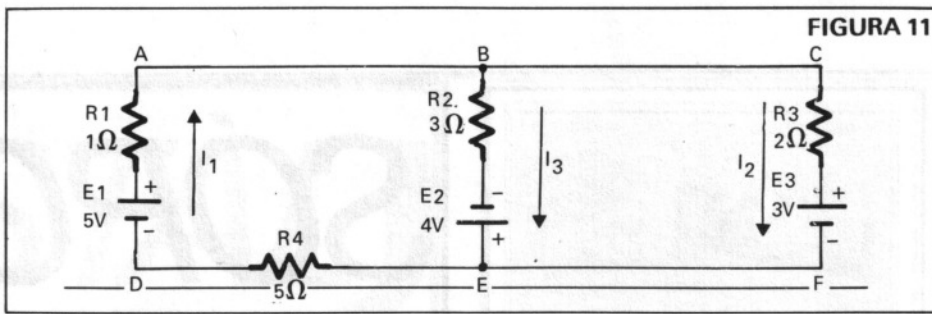 FIGURA 11
A B C
R1
1Ω
I1
E1 +
5V -
R2.
3Ω
I3
E2 -
4V +
R3
2Ω
I2
E3 +
3V -
R4
5Ω
D E F